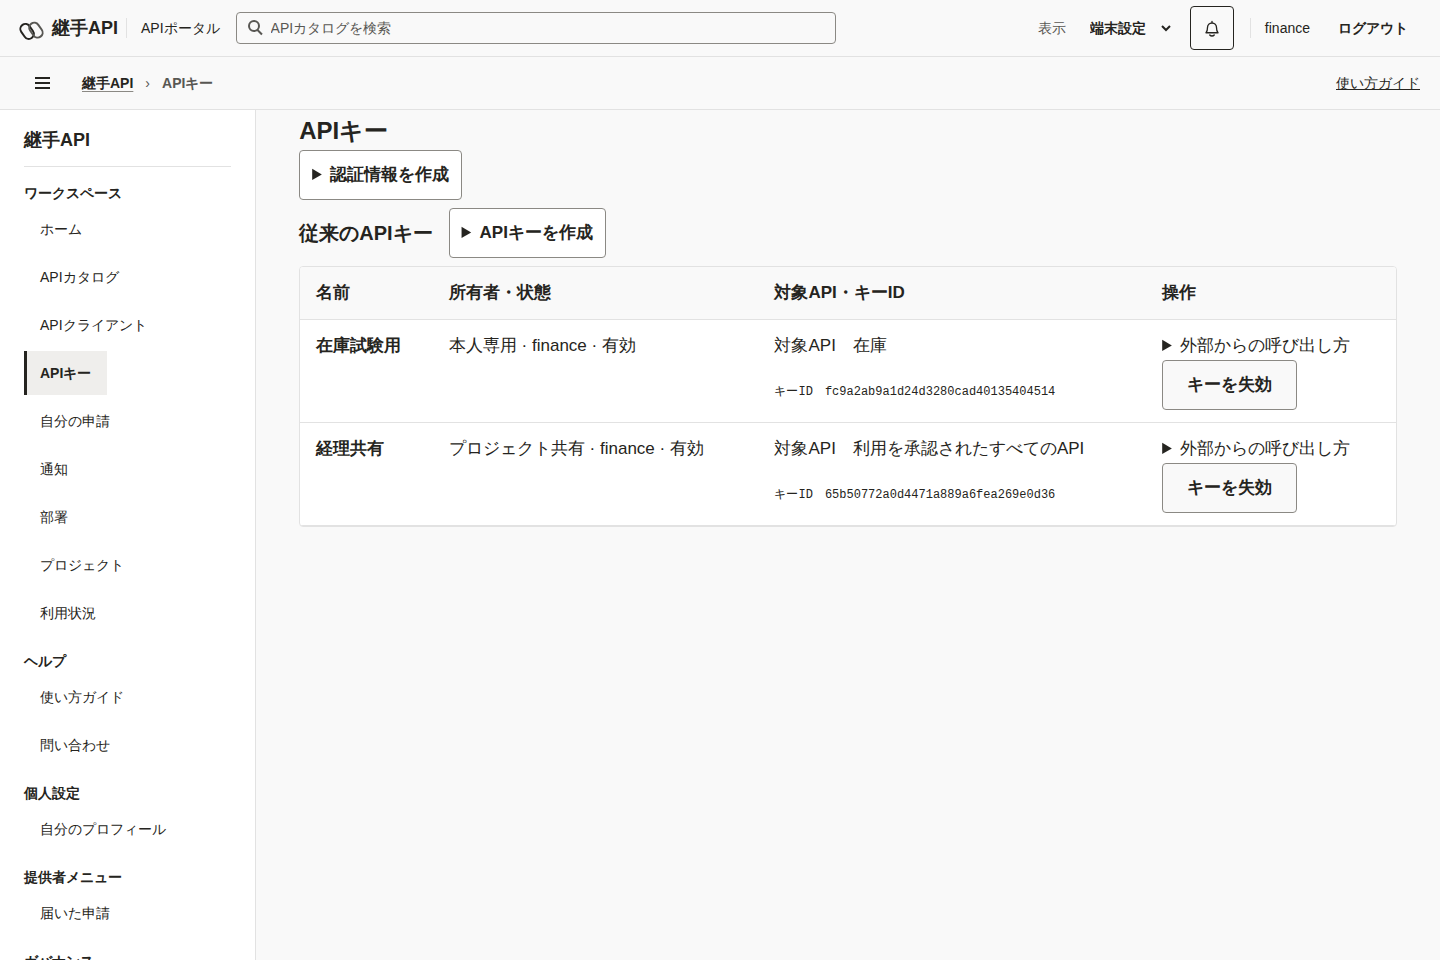 継手API APIポータル APIカタログを検索 表示 端末設定 finance ログアウト
継手API › APIキー 使い方ガイド
継手API
ワークスペース
ホーム
APIカタログ
APIクライアント
APIキー
自分の申請
通知
部署
プロジェクト
利用状況
ヘルプ
使い方ガイド
問い合わせ
個人設定
自分のプロフィール
提供者メニュー
届いた申請
ガバナンス
APIキー
▶ 認証情報を作成
従来のAPIキー ▶ APIキーを作成
名前 所有者・状態 対象API・キーID 操作
在庫試験用 本人専用 · finance · 有効 対象API 在庫 ▶ 外部からの呼び出し方
キーID fc9a2ab9a1d24d3280cad40135404514 キーを失効
経理共有 プロジェクト共有 · finance · 有効 対象API 利用を承認されたすべてのAPI ▶ 外部からの呼び出し方
キーID 65b50772a0d4471a889a6fea269e0d36 キーを失効